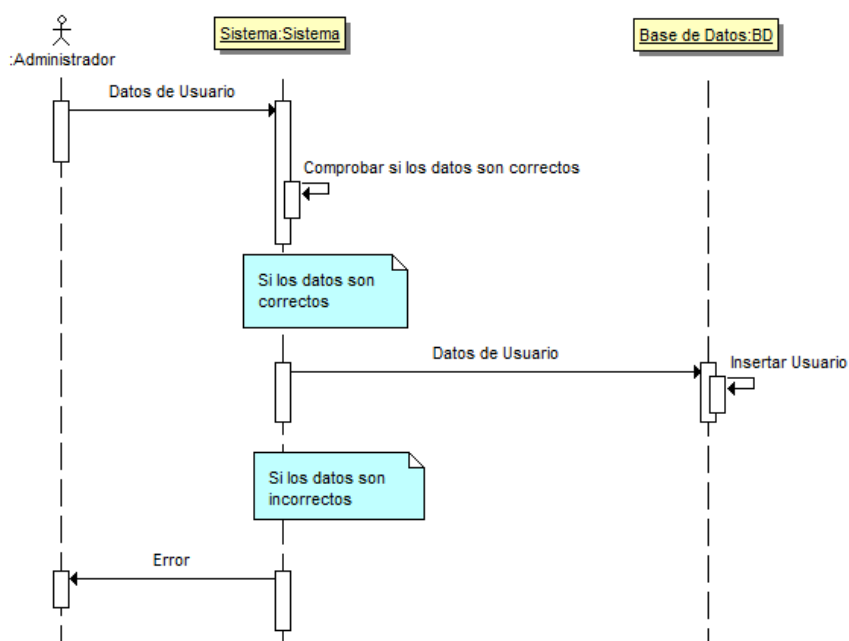 Sistema:Sistema
Base de Datos:BD
:Administrador
Datos de Usuario
Comprobar si los datos son correctos
Si los datos son
correctos
Datos de Usuario
Insertar Usuario
Si los datos son
incorrectos
Error